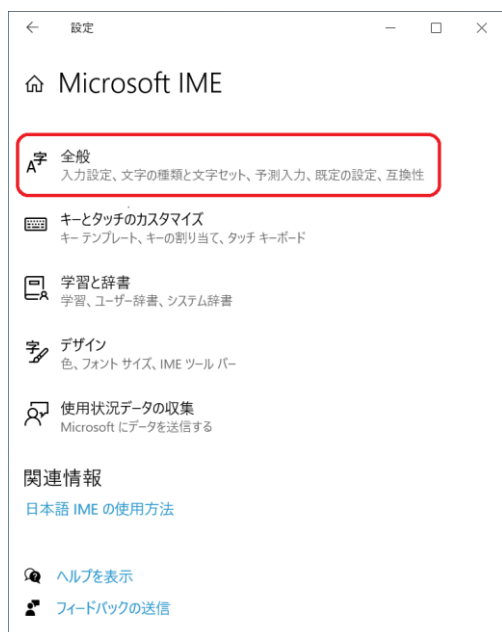 設定
Microsoft IME
全般
入力設定、文字の種類と文字セット、予測入力、既定の設定、互換性
キーとタッチのカスタマイズ
キー テンプレート、キーの割り当て、タッチ キーボード
学習と辞書
学習、ユーザー辞書、システム辞書
デザイン
色、フォント サイズ、IME ツール バー
使用状況データの収集
Microsoft にデータを送信する
関連情報
日本語 IME の使用方法
ヘルプを表示
フィードバックの送信